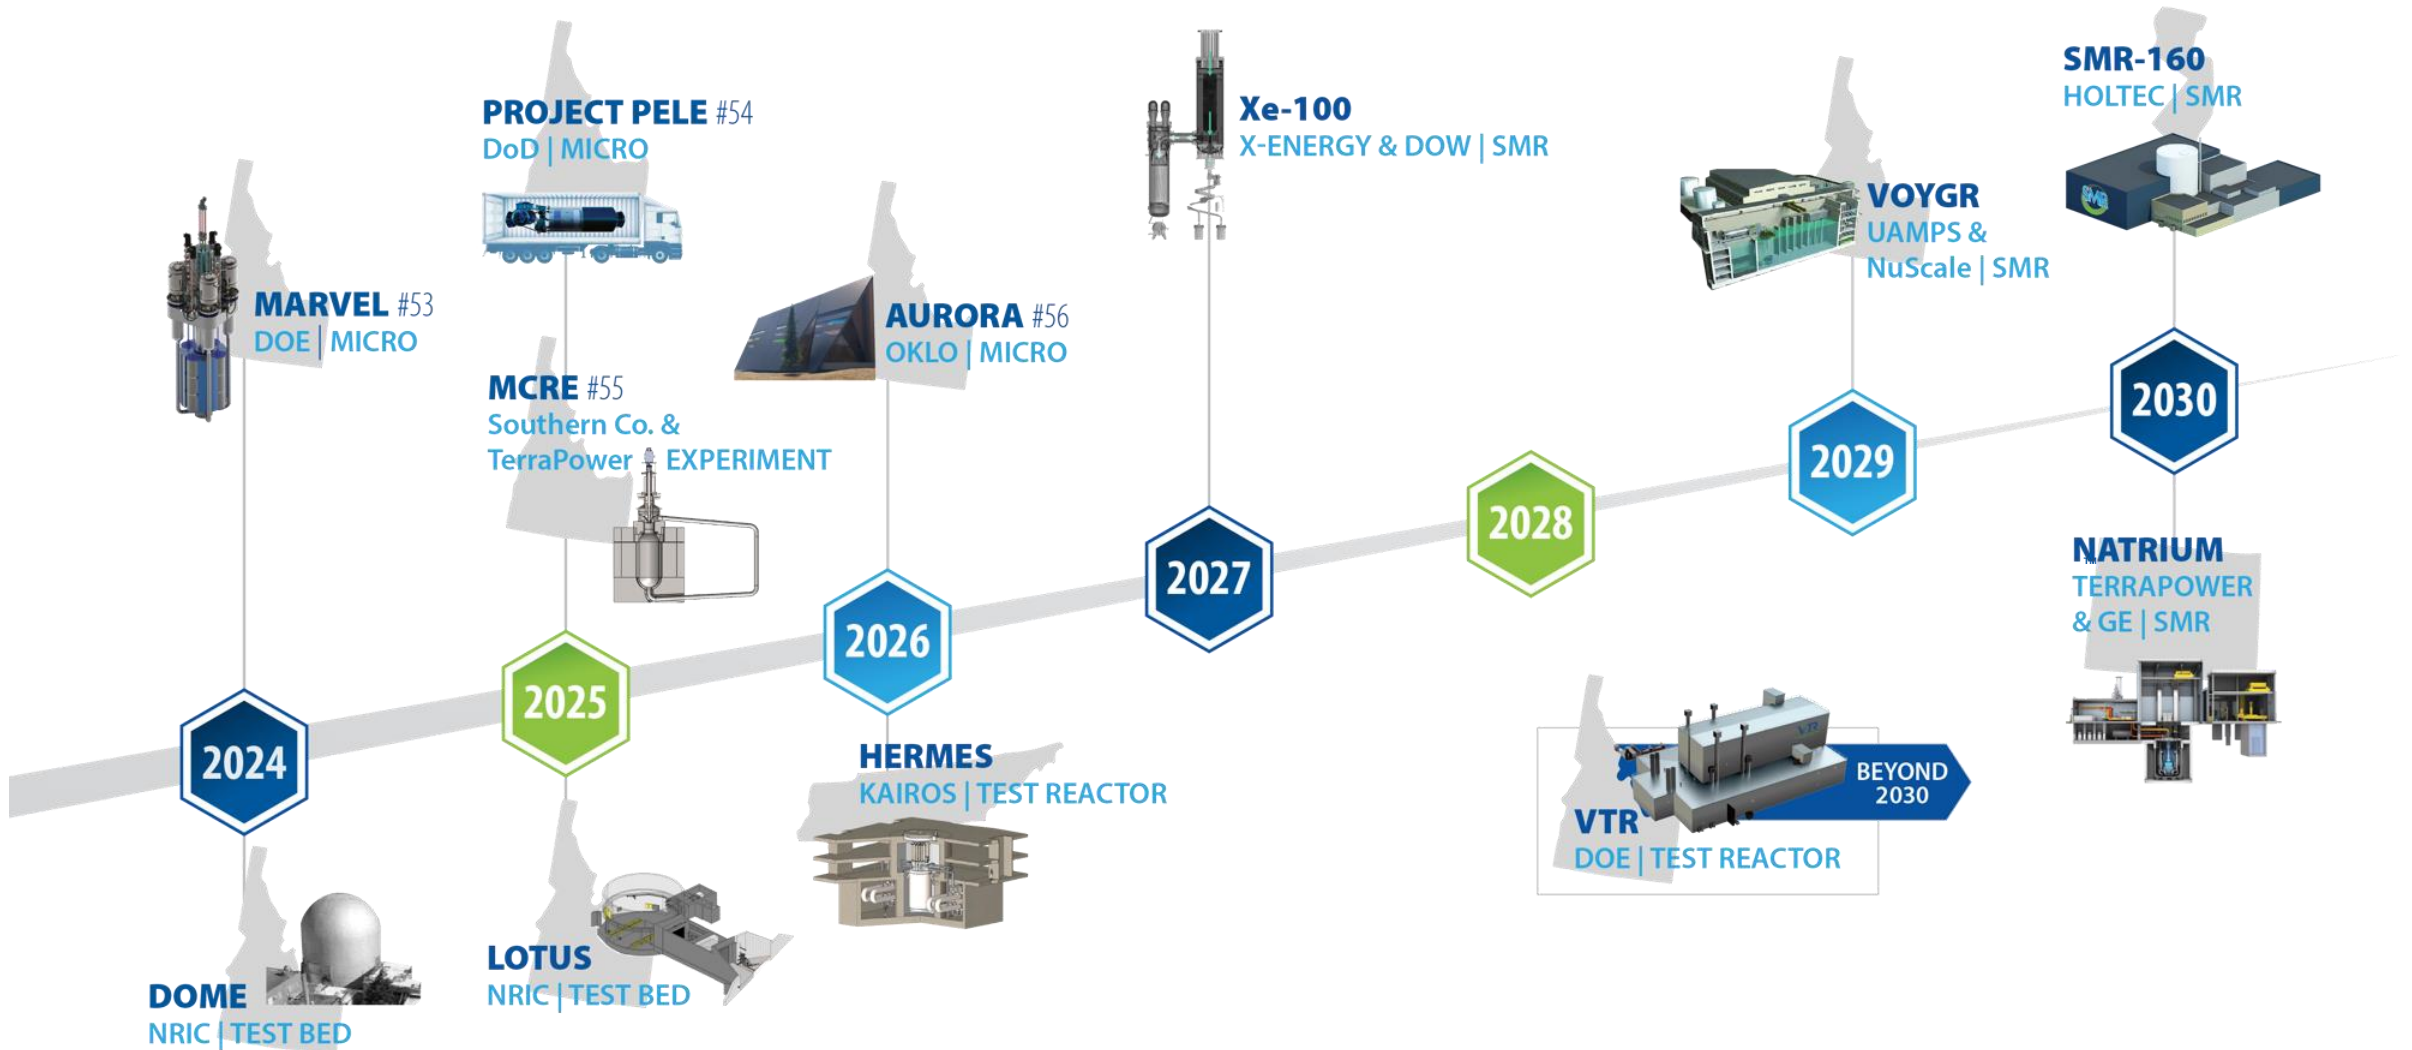 MARVEL #53
DOE | MICRO
2024
DOME
NRIC | TEST BED
PROJECT PELE #54
DoD | MICRO
MCRE #55
Southern Co. &
TerraPower | EXPERIMENT
2025
LOTUS
NRIC | TEST BED
AURORA #56
OKLO | MICRO
2026
HERMES
KAIROS | TEST REACTOR
Xe-100
X-ENERGY & DOW | SMR
2027
2028
VOYGR
UAMPS &
NuScale | SMR
2029
VTR
BEYOND
2030
VTR
DOE | TEST REACTOR
SMR-160
HOLTEC | SMR
SMR
2030
NATRIUM
TM
TERRAPOWER
& GE | SMR